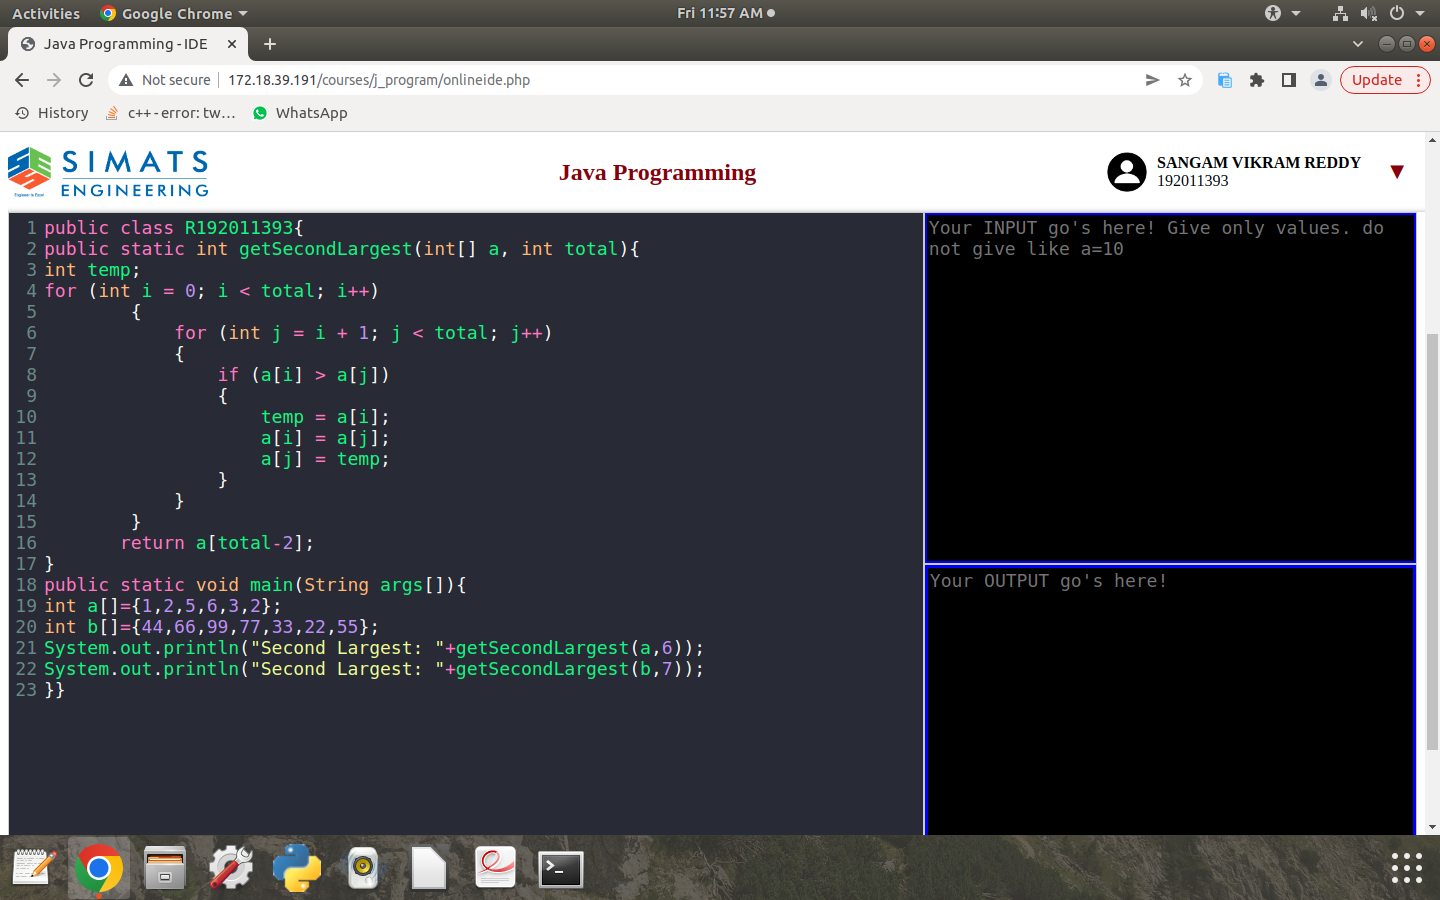 Activities Google Chrome Fri 11:57 AM
Java Programming - IDE
Not secure 172.18.39.191/courses/j_program/onlineide.php Update
History c++ - error: tw… WhatsApp
SIMATS
ENGINEERING
Java Programming
SANGAM VIKRAM REDDY
192011393
1 public class R192011393{
2 public static int getSecondLargest(int[] a, int total){
3 int temp;
4 for (int i = 0; i < total; i++)
5         {
6             for (int j = i + 1; j < total; j++)
7             {
8                 if (a[i] > a[j])
9                 {
10                     temp = a[i];
11                     a[i] = a[j];
12                     a[j] = temp;
13                 }
14             }
15         }
16        return a[total-2];
17 }
18 public static void main(String args[]){
19 int a[]={1,2,5,6,3,2};
20 int b[]={44,66,99,77,33,22,55};
21 System.out.println("Second Largest: "+getSecondLargest(a,6));
22 System.out.println("Second Largest: "+getSecondLargest(b,7));
23 }}
Your INPUT go's here! Give only values. do
not give like a=10
Your OUTPUT go's here!